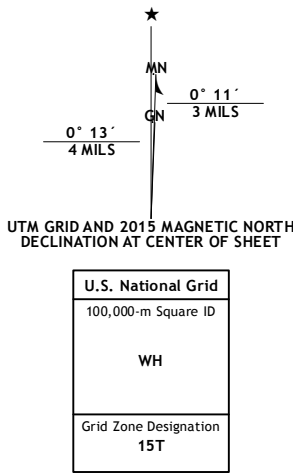 ★
MN
GN
0° 11´
3 MILS
0° 13´
4 MILS
UTM GRID AND 2015 MAGNETIC NORTH
DECLINATION AT CENTER OF SHEET
U.S. National Grid
100,000-m Square ID
WH
Grid Zone Designation
15T